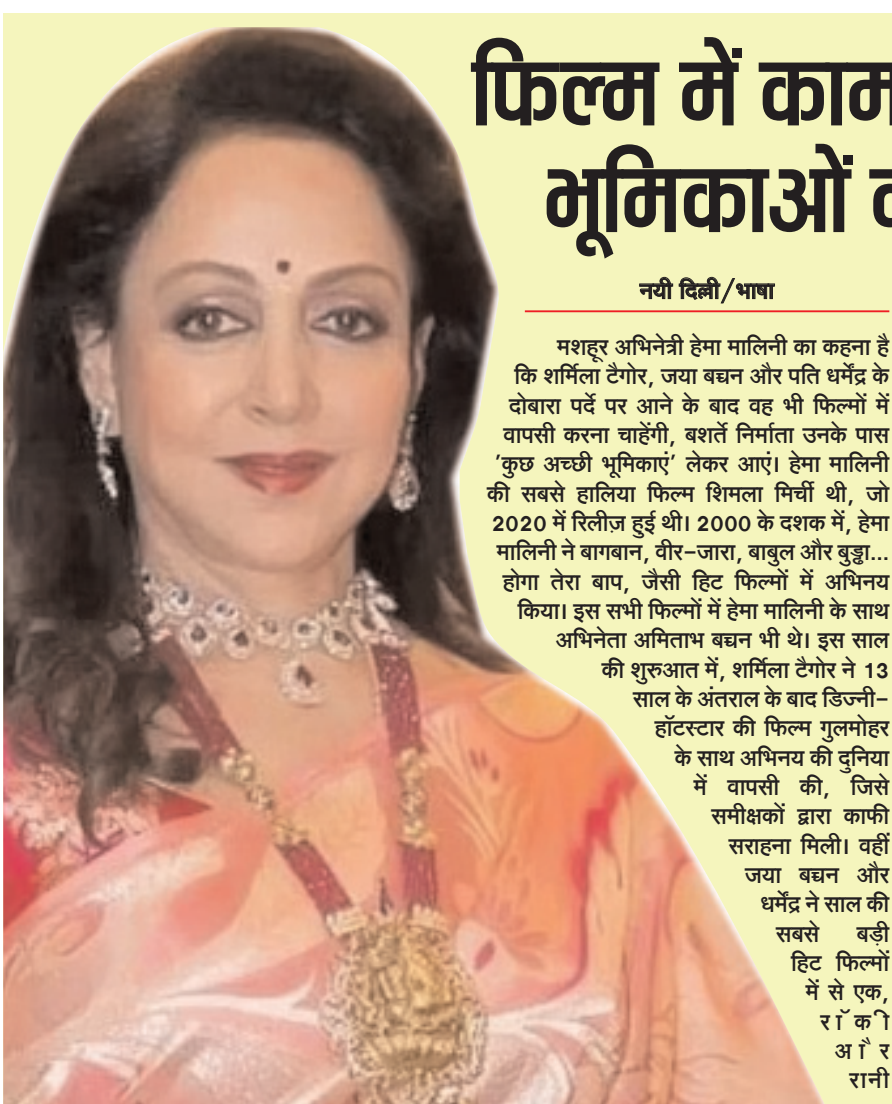 फिल्म में काम
भूमिकाओं
नयी दिल्ली/भाषा
मशहूर अभिनेत्री हेमा मालिनी का कहना है
कि शर्मिला टैगोर, जया बच्चन और पति धर्मेंद्र के
दोबारा पर्दे पर आने के बाद वह भी फिल्मों में
वापसी करना चाहेंगी, बशर्ते निर्माता उनके पास
'कुछ अच्छी भूमिकाएं' लेकर आएं। हेमा मालिनी
की सबसे हालिया फिल्म शिमला मिर्ची थी, जो
2020 में रिलीज़ हुई थी। 2000 के दशक में, हेमा
मालिनी ने बागबान, वीर-जारा, बाबुल और बुड्ढा...
होगा तेरा बाप, जैसी हिट फिल्मों में अभिनय
किया। इस सभी फिल्मों में हेमा मालिनी के साथ
अभिनेता अमिताभ बच्चन भी थे। इस साल
की शुरुआत में, शर्मिला टैगोर ने 13
साल के अंतराल के बाद डिज्नी-
हॉटस्टार की फिल्म गुलमोहर
के साथ अभिनय की दुनिया
में वापसी की, जिसे
समीक्षकों द्वारा काफी
सराहना मिली। वहीं
जया बच्चन और
धर्मेंद्र ने साल की
सबसे बड़ी
हिट फिल्मों
में से एक,
रॉकी
और
रानी